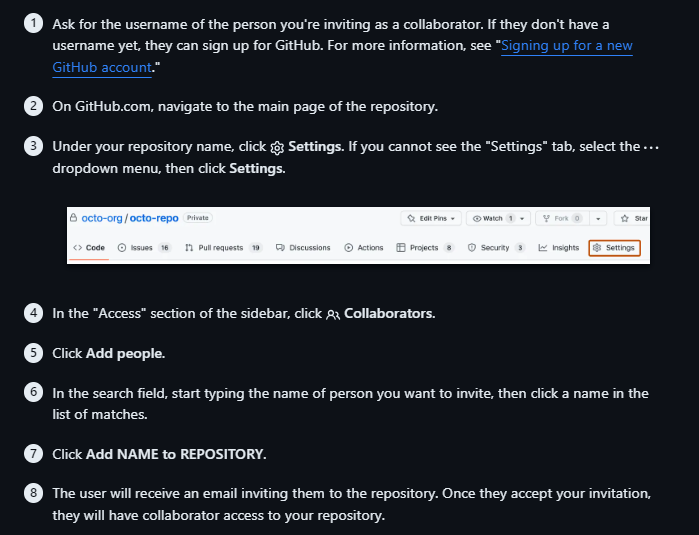 1 Ask for the username of the person you're inviting as a collaborator. If they don't have a
username yet, they can sign up for GitHub. For more information, see "Signing up for a new
GitHub account."
2 On GitHub.com, navigate to the main page of the repository.
3 Under your repository name, click Settings. If you cannot see the "Settings" tab, select the ···
dropdown menu, then click Settings.
octo-org / octo-repo Private Edit Pins Watch 1 Fork 0 Star
Code Issues 16 Pull requests 19 Discussions Actions Projects 8 Security 3 Insights Settings
4 In the "Access" section of the sidebar, click Collaborators.
5 Click Add people.
6 In the search field, start typing the name of person you want to invite, then click a name in the
list of matches.
7 Click Add NAME to REPOSITORY.
8 The user will receive an email inviting them to the repository. Once they accept your invitation,
they will have collaborator access to your repository.